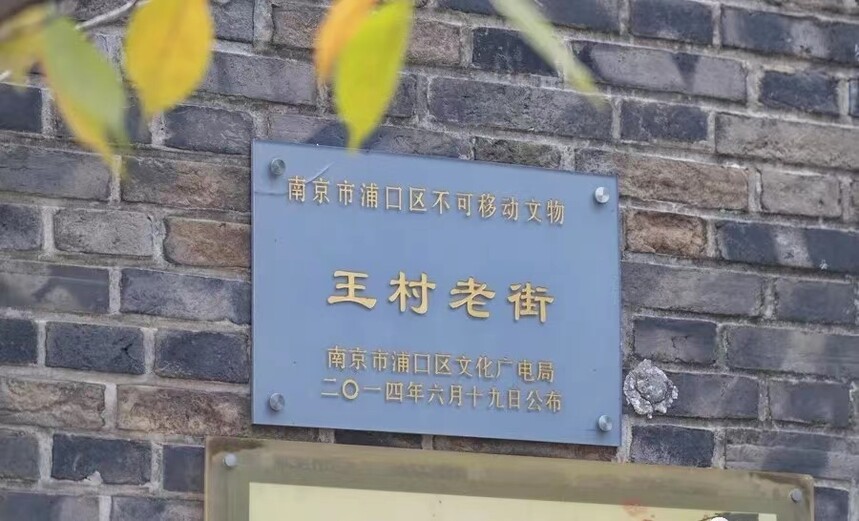 南京市浦口区不可移动文物
王村老街
南京市浦口区文化广电局
二〇一四年六月十九日公布